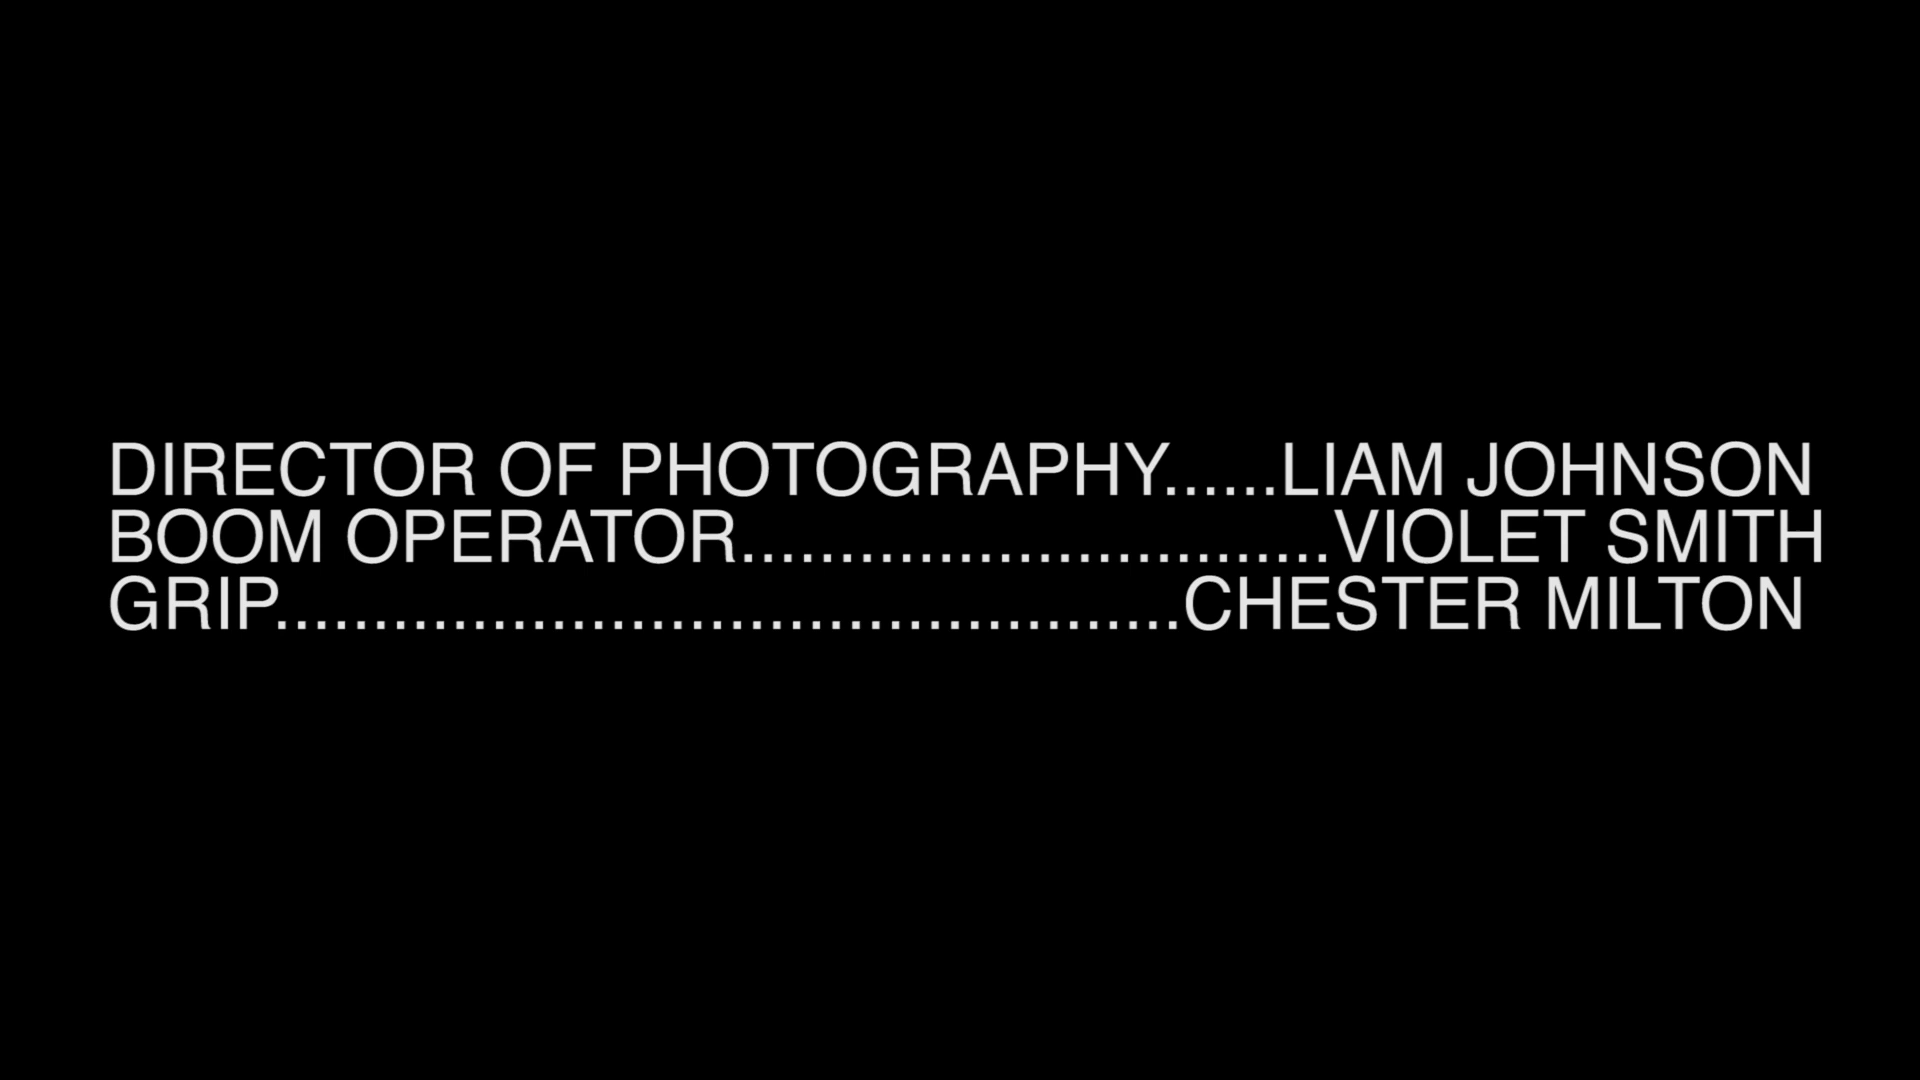 DIRECTOR OF PHOTOGRAPHY......LIAM JOHNSON
BOOM OPERATOR..............................VIOLET SMITH
GRIP..............................................CHESTER MILTON